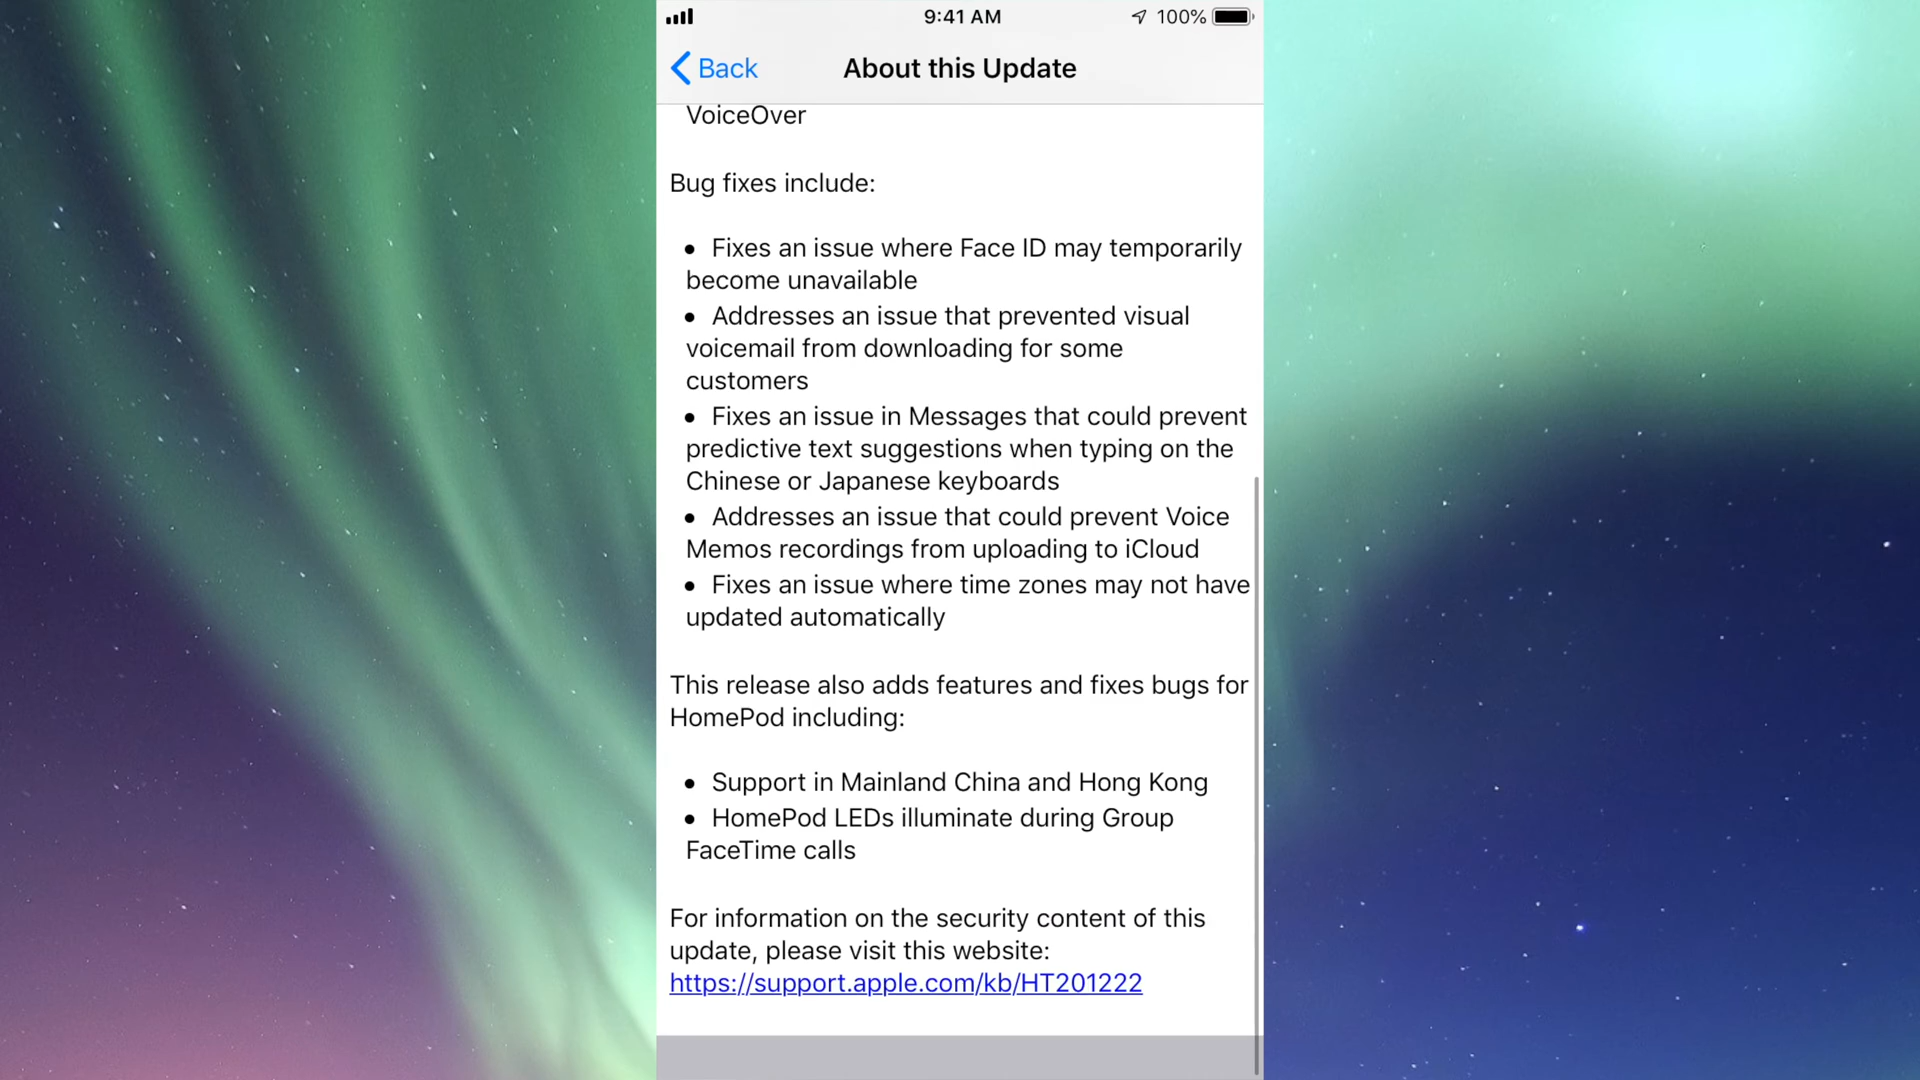 9:41 AM
100%
Back
About this Update
VoiceOver
Bug fixes include:
• Fixes an issue where Face ID may temporarily
become unavailable
• Addresses an issue that prevented visual
voicemail from downloading for some
customers
• Fixes an issue in Messages that could prevent
predictive text suggestions when typing on the
Chinese or Japanese keyboards
• Addresses an issue that could prevent Voice
Memos recordings from uploading to iCloud
• Fixes an issue where time zones may not have
updated automatically
This release also adds features and fixes bugs for
HomePod including:
• Support in Mainland China and Hong Kong
• HomePod LEDs illuminate during Group
FaceTime calls
For information on the security content of this
update, please visit this website:
https://support.apple.com/kb/HT201222